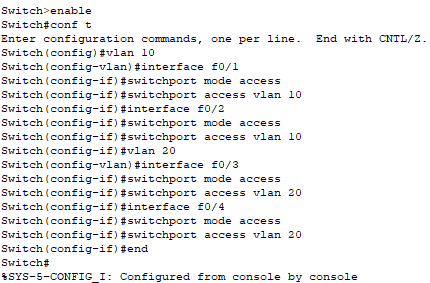 Switch>enable
Switch#conf t
Enter configuration commands, one per line.  End with CNTL/Z.
Switch(config)#vlan 10
Switch(config-vlan)#interface f0/1
Switch(config-if)#switchport mode access
Switch(config-if)#switchport access vlan 10
Switch(config-if)#interface f0/2
Switch(config-if)#switchport mode access
Switch(config-if)#switchport access vlan 10
Switch(config-if)#vlan 20
Switch(config-vlan)#interface f0/3
Switch(config-if)#switchport mode access
Switch(config-if)#switchport access vlan 20
Switch(config-if)#interface f0/4
Switch(config-if)#switchport mode access
Switch(config-if)#switchport access vlan 20
Switch(config-if)#end
Switch#
%SYS-5-CONFIG_I: Configured from console by console